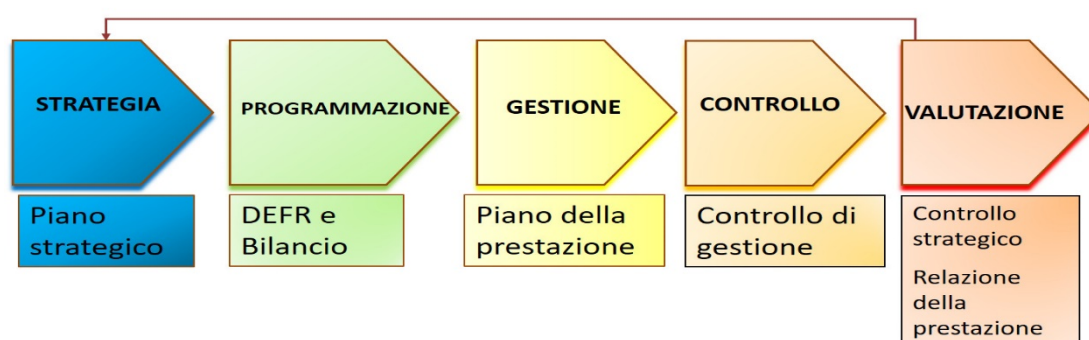 STRATEGIA
PROGRAMMAZIONE
GESTIONE
CONTROLLO
VALUTAZIONE
Piano
strategico
DEFR e
Bilancio
Piano della
prestazione
Controllo di
gestione
Controllo
strategico
Relazione
della
prestazione